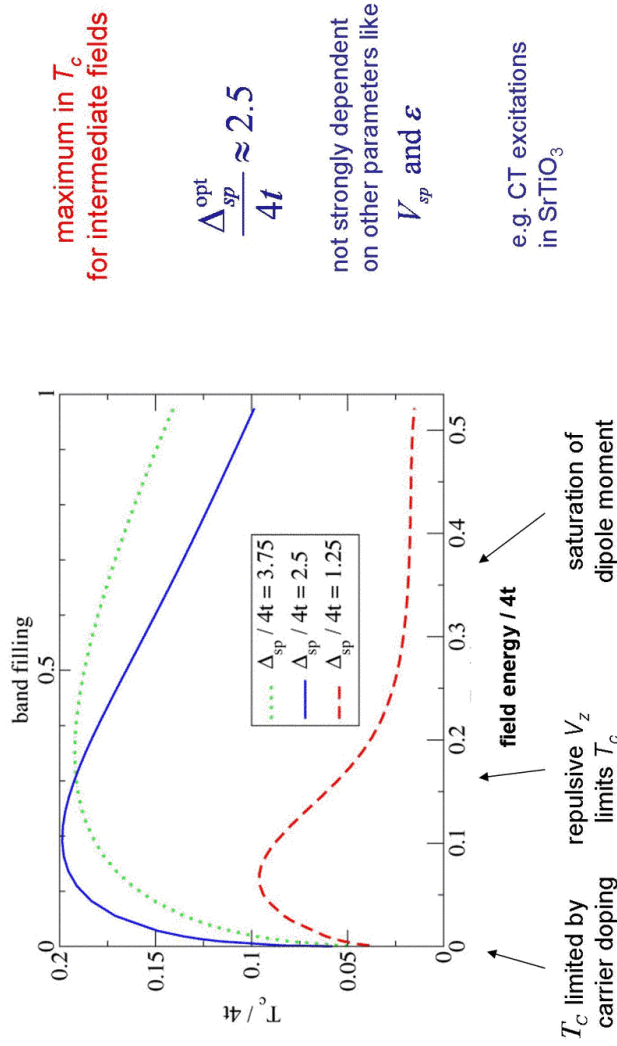 band filling
0
0.5
1
0.2
0.15
0.1
0.05
0
T_c / 4t
Δ_sp / 4t = 3.75
Δ_sp / 4t = 2.5
Δ_sp / 4t = 1.25
0
0.1
0.2
0.3
0.4
0.5
field energy / 4t
T_C limited by
carrier doping
repulsive V_z
limits T_c
saturation of
dipole moment
maximum in T_c
for intermediate fields
Δ_sp^opt / 4t ≈ 2.5
not strongly dependent
on other parameters like
V_sp and ε
e.g. CT excitations
in SrTiO₃